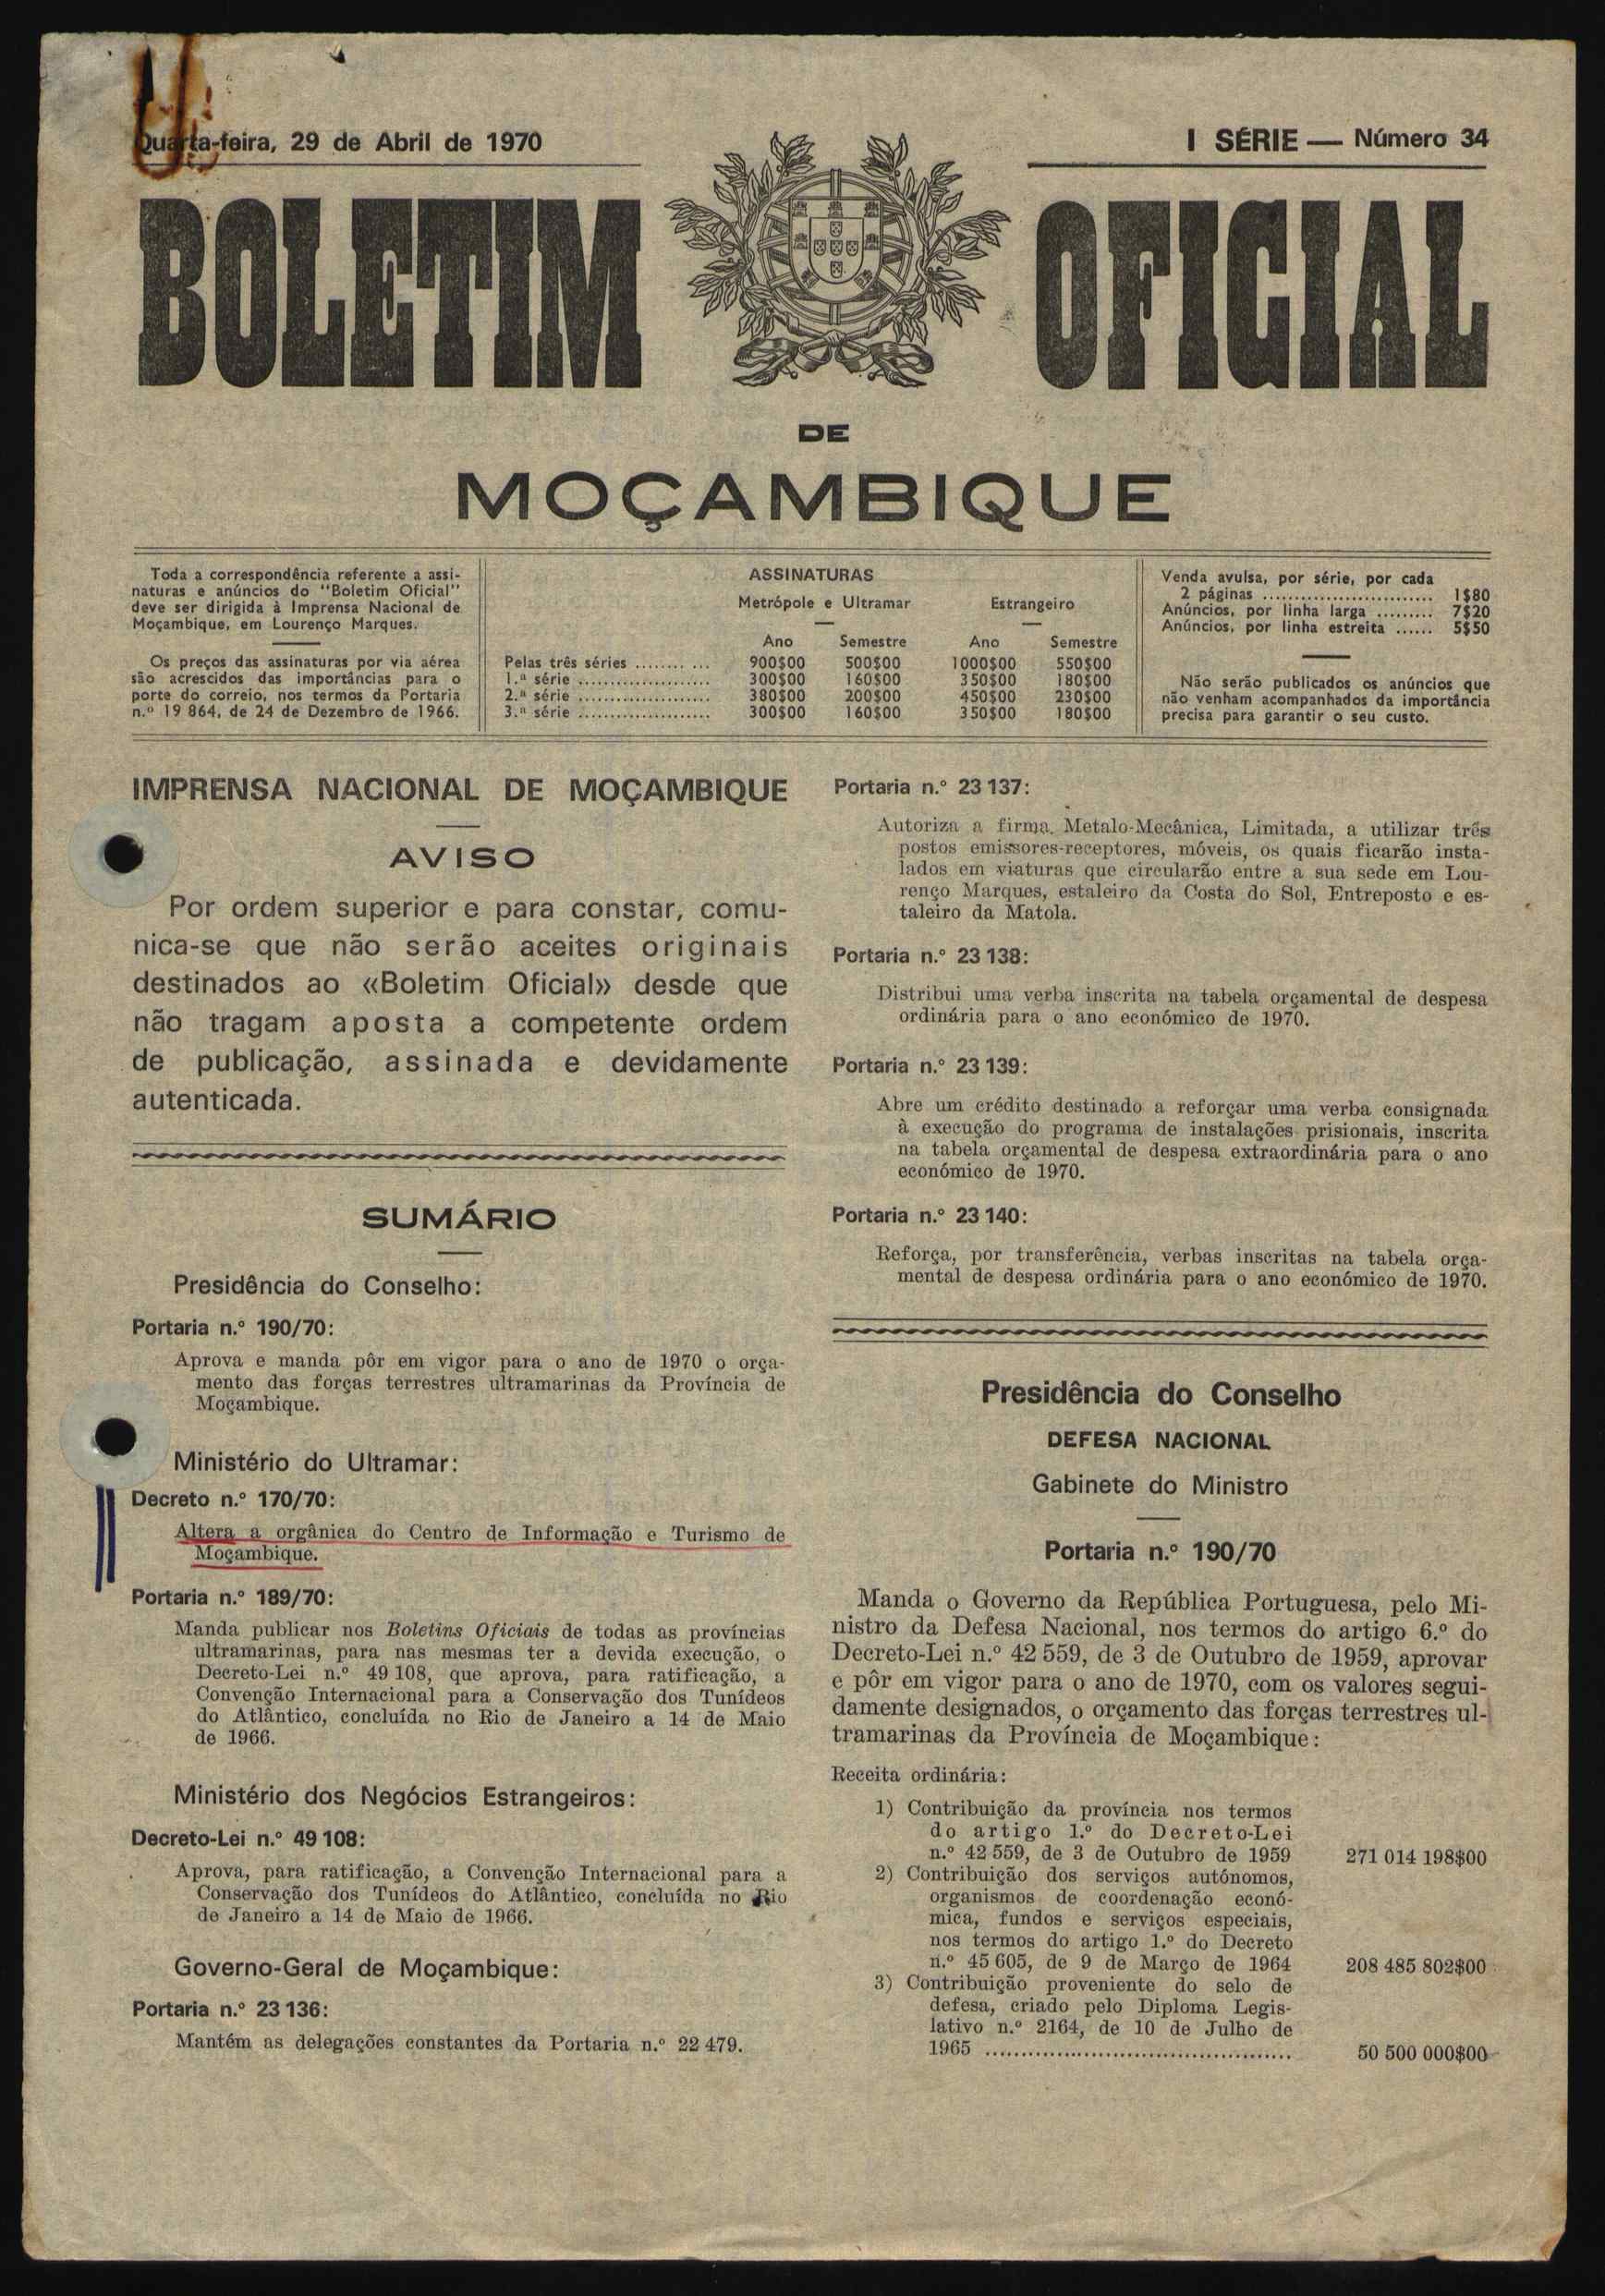 Quarta-feira, 29 de Abril de 1970
I SÉRIE — Número 34
BOLETIM OFICIAL
DE
MOÇAMBIQUE
Toda a correspondência referente a assi-
naturas e anúncios do "Boletim Oficial"
deve ser dirigida à Imprensa Nacional de
Moçambique, em Lourenço Marques.
Os preços das assinaturas por via aérea
são acrescidos das importâncias para o
porte do correio, nos termos da Portaria
n.º 19 864, de 24 de Dezembro de 1966.
ASSINATURAS
Metrópole e Ultramar Estrangeiro
Ano Semestre Ano Semestre
Pelas três séries ........ ... 900$00 500$00 1000$00 550$00
1.ª série ..................... 300$00 160$00 350$00 180$00
2.ª série ..................... 380$00 200$00 450$00 230$00
3.ª série ..................... 300$00 160$00 350$00 180$00
Venda avulsa, por série, por cada
2 páginas .......................... 1$80
Anúncios, por linha larga ......... 7$20
Anúncios, por linha estreita ...... 5$50
Não serão publicados os anúncios que
não venham acompanhados da importância
precisa para garantir o seu custo.
IMPRENSA NACIONAL DE MOÇAMBIQUE
AVISO
Por ordem superior e para constar, comu-
nica-se que não serão aceites originais
destinados ao «Boletim Oficial» desde que
não tragam aposta a competente ordem
de publicação, assinada e devidamente
autenticada.
SUMÁRIO
Presidência do Conselho:
Portaria n.º 190/70:
Aprova e manda pôr em vigor para o ano de 1970 o orça-
mento das forças terrestres ultramarinas da Província de
Moçambique.
Ministério do Ultramar:
Decreto n.º 170/70:
Altera a orgânica do Centro de Informação e Turismo de
Moçambique.
Portaria n.º 189/70:
Manda publicar nos Boletins Oficiais de todas as províncias
ultramarinas, para nas mesmas ter a devida execução, o
Decreto-Lei n.º 49 108, que aprova, para ratificação, a
Convenção Internacional para a Conservação dos Tunídeos
do Atlântico, concluída no Rio de Janeiro a 14 de Maio
de 1966.
Ministério dos Negócios Estrangeiros:
Decreto-Lei n.º 49 108:
Aprova, para ratificação, a Convenção Internacional para a
Conservação dos Tunídeos do Atlântico, concluída no Rio
de Janeiro a 14 de Maio de 1966.
Governo-Geral de Moçambique:
Portaria n.º 23 136:
Mantém as delegações constantes da Portaria n.º 22 479.
Portaria n.º 23 137:
Autoriza a firma Metalo-Mecânica, Limitada, a utilizar três
postos emissores-receptores, móveis, os quais ficarão insta-
lados em viaturas que circularão entre a sua sede em Lou-
renço Marques, estaleiro da Costa do Sol, Entreposto e es-
taleiro da Matola.
Portaria n.º 23 138:
Distribui uma verba inscrita na tabela orçamental de despesa
ordinária para o ano económico de 1970.
Portaria n.º 23 139:
Abre um crédito destinado a reforçar uma verba consignada
à execução do programa de instalações prisionais, inscrita
na tabela orçamental de despesa extraordinária para o ano
económico de 1970.
Portaria n.º 23 140:
Reforça, por transferência, verbas inscritas na tabela orça-
mental de despesa ordinária para o ano económico de 1970.
Presidência do Conselho
DEFESA NACIONAL
Gabinete do Ministro
Portaria n.º 190/70
Manda o Governo da República Portuguesa, pelo Mi-
nistro da Defesa Nacional, nos termos do artigo 6.º do
Decreto-Lei n.º 42 559, de 3 de Outubro de 1959, aprovar
e pôr em vigor para o ano de 1970, com os valores segui-
damente designados, o orçamento das forças terrestres ul-
tramarinas da Província de Moçambique:
Receita ordinária:
1) Contribuição da província nos termos
do artigo 1.º do Decreto-Lei
n.º 42 559, de 3 de Outubro de 1959 271 014 198$00
2) Contribuição dos serviços autónomos,
organismos de coordenação econó-
mica, fundos e serviços especiais,
nos termos do artigo 1.º do Decreto
n.º 45 605, de 9 de Março de 1964 208 485 802$00
3) Contribuição proveniente do selo de
defesa, criado pelo Diploma Legis-
lativo n.º 2164, de 10 de Julho de
1965 .......................................... 50 500 000$00